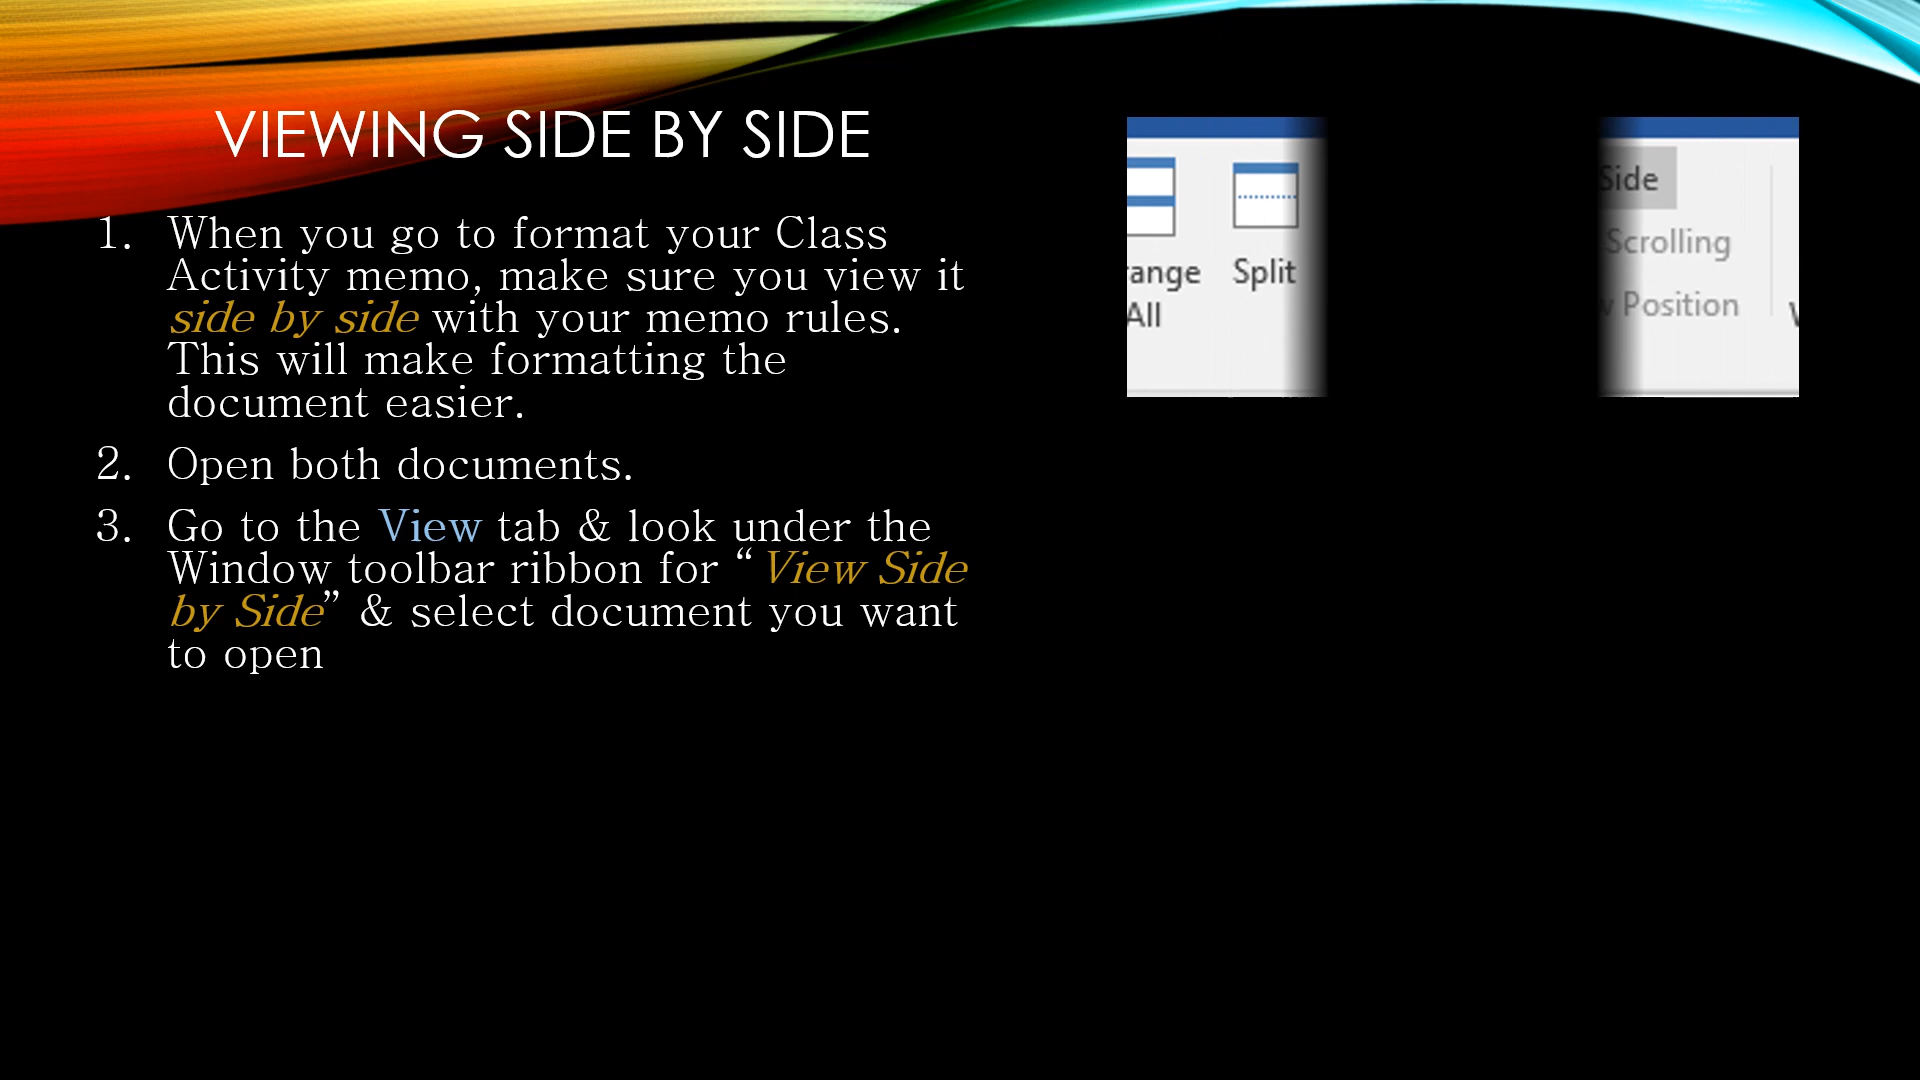 VIEWING SIDE BY SIDE
1. When you go to format your Class
Activity memo, make sure you view it
side by side with your memo rules.
This will make formatting the
document easier.
2. Open both documents.
3. Go to the View tab & look under the
Window toolbar ribbon for “View Side
by Side” & select document you want
to open
range
All
Split
Side
Scrolling
Position